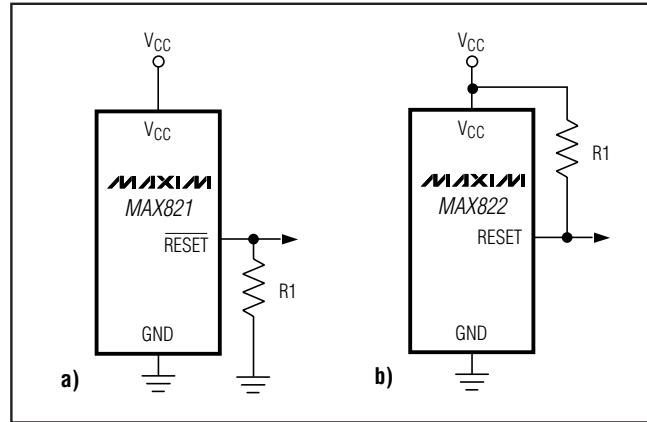 VCC
VCC
MAXIM
MAX821
RESET
R1
GND
a)
VCC
VCC
R1
MAXIM
MAX822
RESET
GND
b)